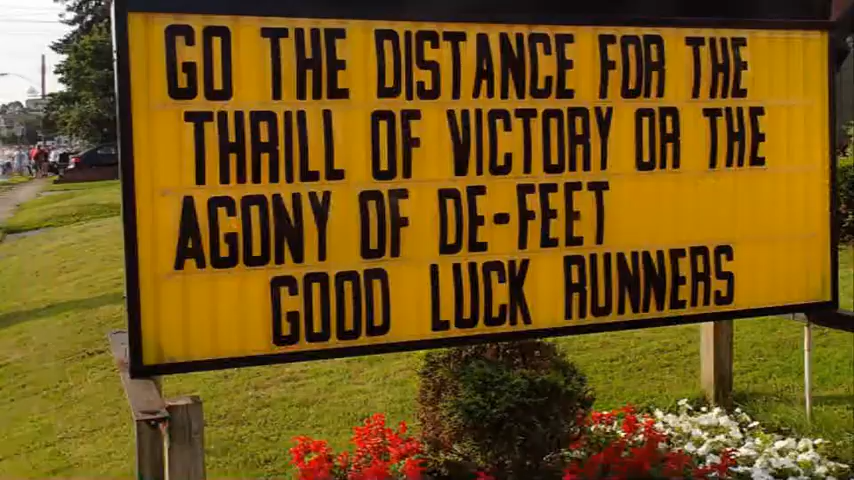 GO THE DISTANCE FOR THE
THRILL OF VICTORY OR THE
AGONY OF DE-FEET
GOOD LUCK RUNNERS